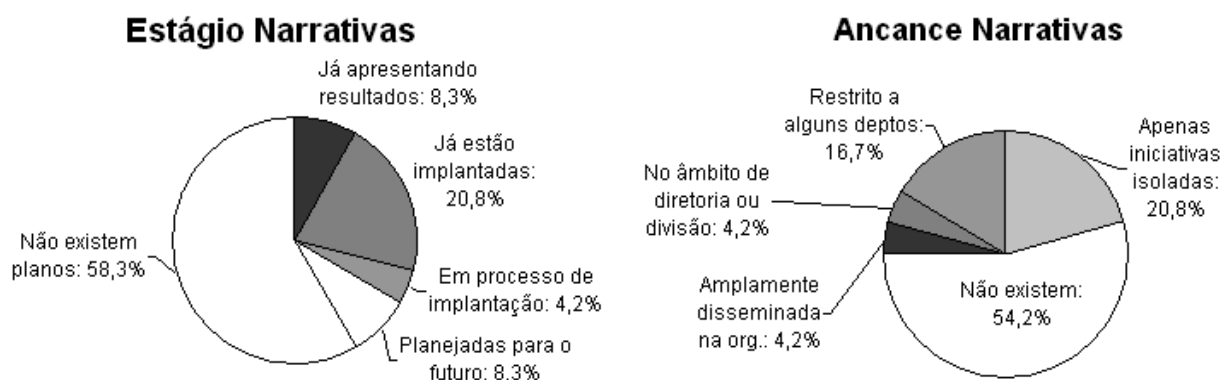 Estágio Narrativas
Já apresentando
resultados: 8,3%
Já estão
implantadas:
20,8%
Em processo de
implantação: 4,2%
Planejadas para o
futuro: 8,3%
Não existem
planos: 58,3%
Ancance Narrativas
Restrito a
alguns deptos:
16,7%
Apenas
iniciativas
isoladas:
20,8%
No âmbito de
diretoria ou
divisão: 4,2%
Amplamente
disseminada
na org.: 4,2%
Não existem:
54,2%